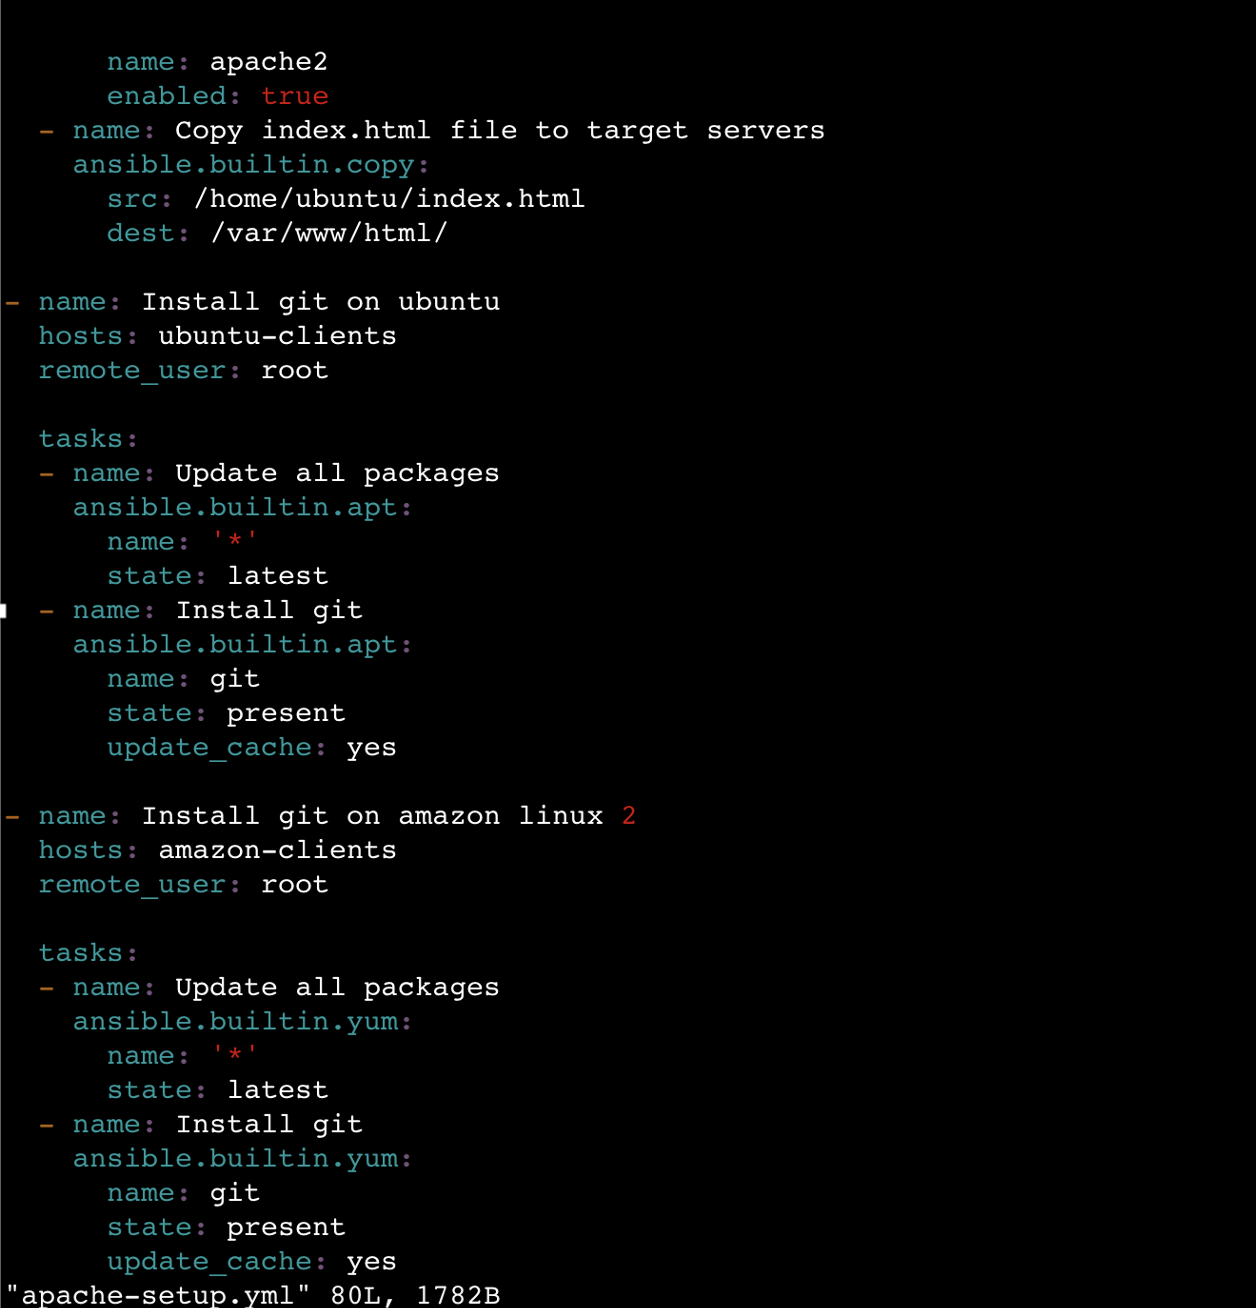 name: apache2
enabled: true
- name: Copy index.html file to target servers
ansible.builtin.copy:
src: /home/ubuntu/index.html
dest: /var/www/html/
- name: Install git on ubuntu
hosts: ubuntu-clients
remote_user: root
tasks:
- name: Update all packages
ansible.builtin.apt:
name: '*'
state: latest
- name: Install git
ansible.builtin.apt:
name: git
state: present
update_cache: yes
- name: Install git on amazon linux 2
hosts: amazon-clients
remote_user: root
tasks:
- name: Update all packages
ansible.builtin.yum:
name: '*'
state: latest
- name: Install git
ansible.builtin.yum:
name: git
state: present
update_cache: yes
"apache-setup.yml" 80L, 1782B